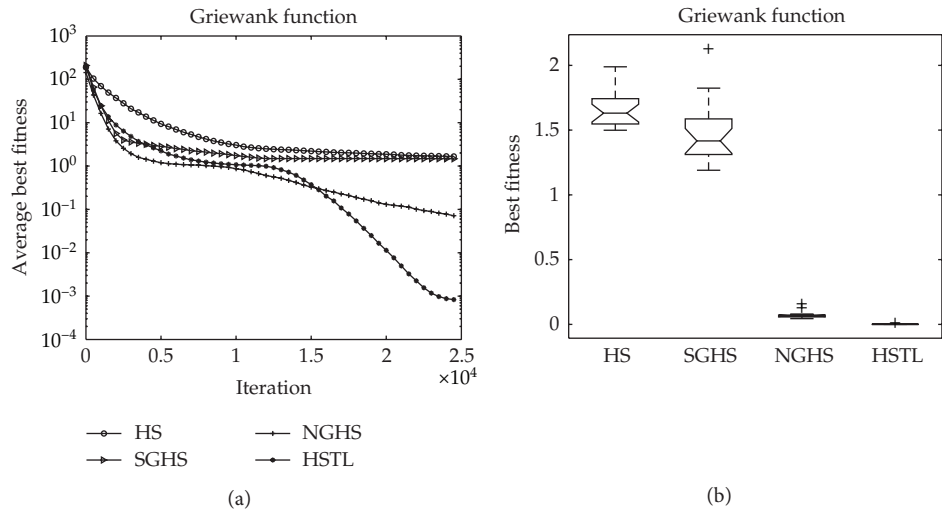 Griewank function
10^3
10^2
10^1
10^0
10^-1
10^-2
10^-3
10^-4
Average best fitness
0 0.5 1 1.5 2 2.5
×10^4
Iteration
HS
SGHS
NGHS
HSTL
(a)
Griewank function
2
1.5
1
0.5
0
Best fitness
HS SGHS NGHS HSTL
(b)